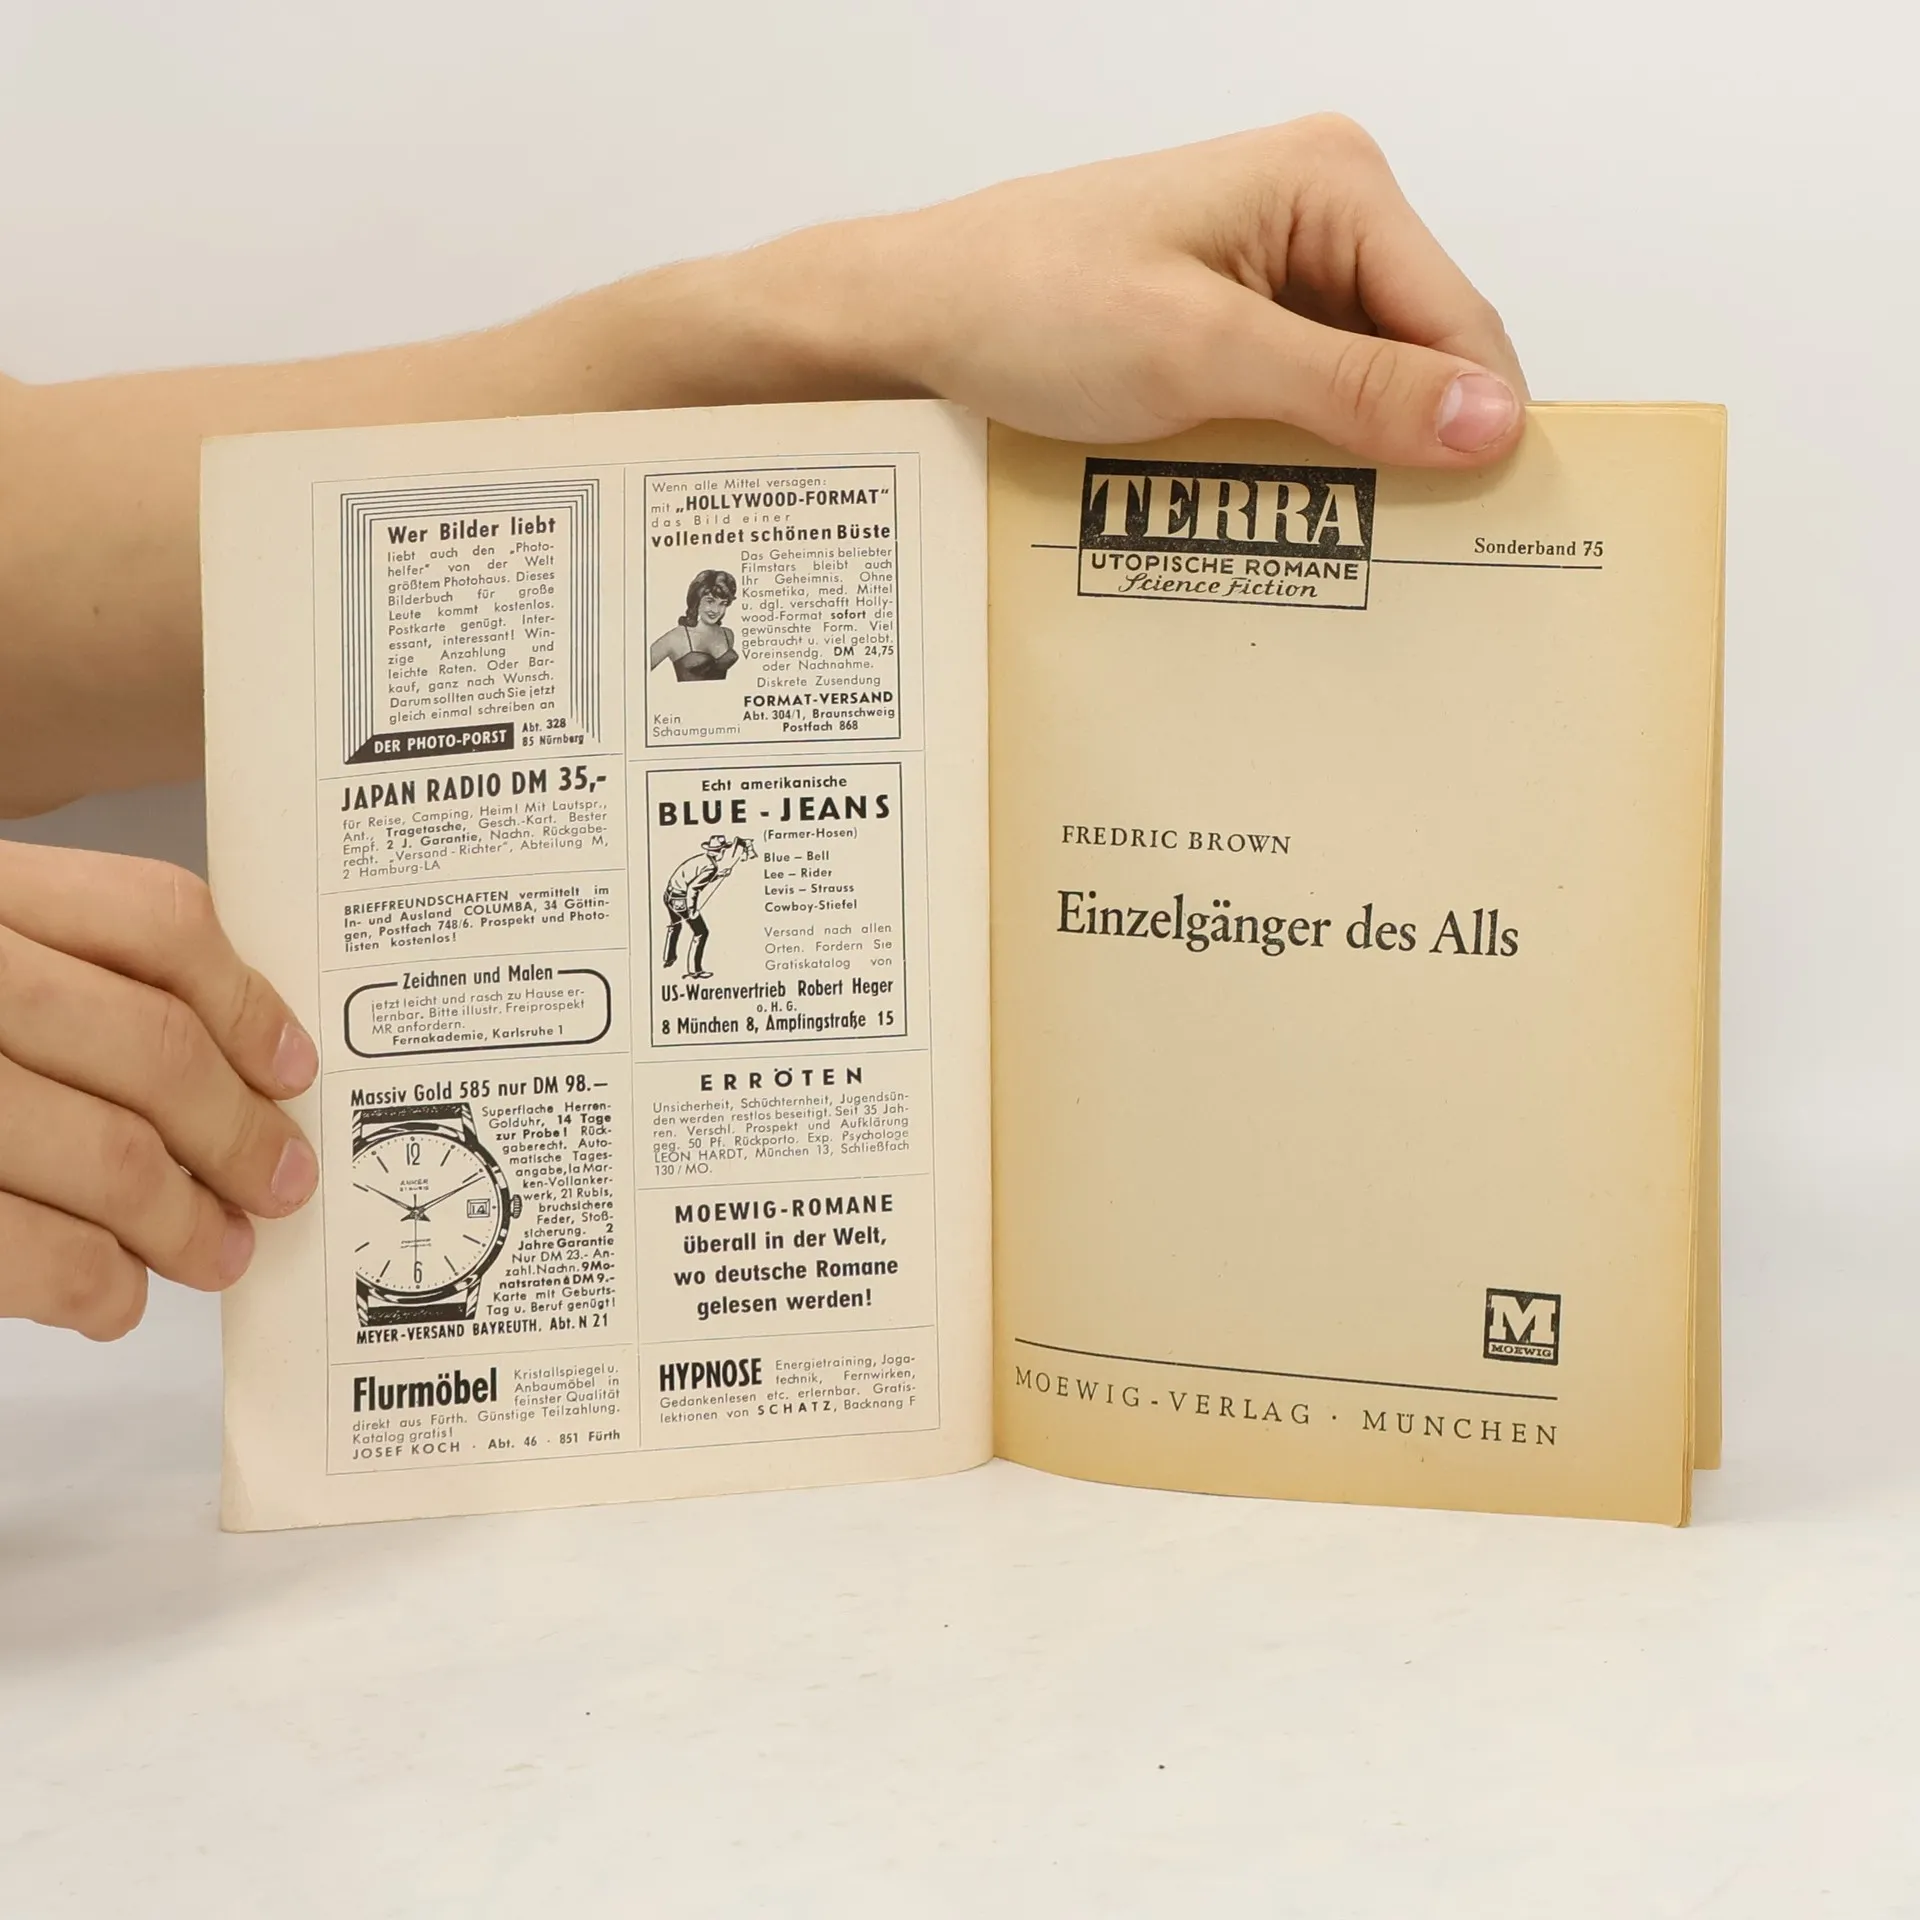 Wer Bilder liebt
liebt auch den „Photo-
helfer" von der Welt
größtem Photohaus. Dieses
Bilderbuch für große
Leute kommt kostenlos.
Postkarte genügt. Inter-
essant, interessant! Win-
zige Anzahlung und
leichte Raten. Oder Bar-
kauf, ganz nach Wunsch.
Darum sollten auch Sie jetzt
gleich einmal schreiben an
DER PHOTO-PORST
Abt. 328
85 Nürnberg
JAPAN RADIO DM 35,-
für Reise, Camping, Heim! Mit Lautspr.,
Ant., Tragetasche, Gesch.-Kart. Bester
Empf. 2 J. Garantie, Nachn. Rückgabe-
recht. „Versand-Richter", Abteilung M,
2 Hamburg-LA
BRIEFFREUNDSCHAFTEN vermittelt im
In- und Ausland COLUMBA, 34 Göttin-
gen, Postfach 748/6. Prospekt und Photo-
listen kostenlos!
Zeichnen und Malen
jetzt leicht und rasch zu Hause er-
lernbar. Bitte illustr. Freiprospekt
MR anfordern.
Fernakademie, Karlsruhe 1
Massiv Gold 585 nur DM 98.—
Superflache Herren-
Golduhr, 14 Tage
zur Probe! Rück-
gaberecht. Auto-
matische Tages-
angabe, la Mar-
ken-Vollanker-
werk, 21 Rubis,
bruchsichere
Feder, Stoß-
sicherung. 2
Jahre Garantie
Nur DM 23.- An-
zahl. Nachn. 9 Mo-
natsraten à DM 9.-
Karte mit Geburts-
Tag u. Beruf genügt!
12
ANKER
14
6
MEYER-VERSAND BAYREUTH, Abt. N 21
Flurmöbel
Kristallspiegel u.
Anbaumöbel in
feinster Qualität
direkt aus Fürth. Günstige Teilzahlung.
Katalog gratis!
JOSEF KOCH · Abt. 46 · 851 Fürth
Wenn alle Mittel versagen:
mit „HOLLYWOOD-FORMAT"
das Bild einer
vollendet schönen Büste
Das Geheimnis beliebter
Filmstars bleibt auch
Ihr Geheimnis. Ohne
Kosmetika, med. Mittel
u. dgl. verschafft Holly-
wood-Format sofort die
gewünschte Form. Viel
gebraucht u. viel gelobt.
Voreinsendg. DM 24,75
oder Nachnahme.
Diskrete Zusendung
Kein
Schaumgummi
FORMAT-VERSAND
Abt. 304/1, Braunschweig
Postfach 868
Echt amerikanische
BLUE - JEANS
(Farmer-Hosen)
Blue – Bell
Lee – Rider
Levis – Strauss
Cowboy-Stiefel
Versand nach allen
Orten. Fordern Sie
Gratiskatalog von
US-Warenvertrieb Robert Heger
o. H. G.
8 München 8, Ampfingstraße 15
ERRÖTEN
Unsicherheit, Schüchternheit, Jugendsün-
den werden restlos beseitigt. Seit 35 Jah-
ren. Verschl. Prospekt und Aufklärung
geg. 50 Pf. Rückporto. Exp. Psychologe
LEON HARDT, München 13, Schließfach
130/MO.
MOEWIG-ROMANE
überall in der Welt,
wo deutsche Romane
gelesen werden!
HYPNOSE
Energietraining, Joga-
technik, Fernwirken,
Gedankenlesen etc. erlernbar. Gratis-
lektionen von SCHATZ, Backnang F
TERRA
UTOPISCHE ROMANE
Science Fiction
Sonderband 75
FREDRIC BROWN
Einzelgänger des Alls
M
MOEWIG
MOEWIG-VERLAG · MÜNCHEN